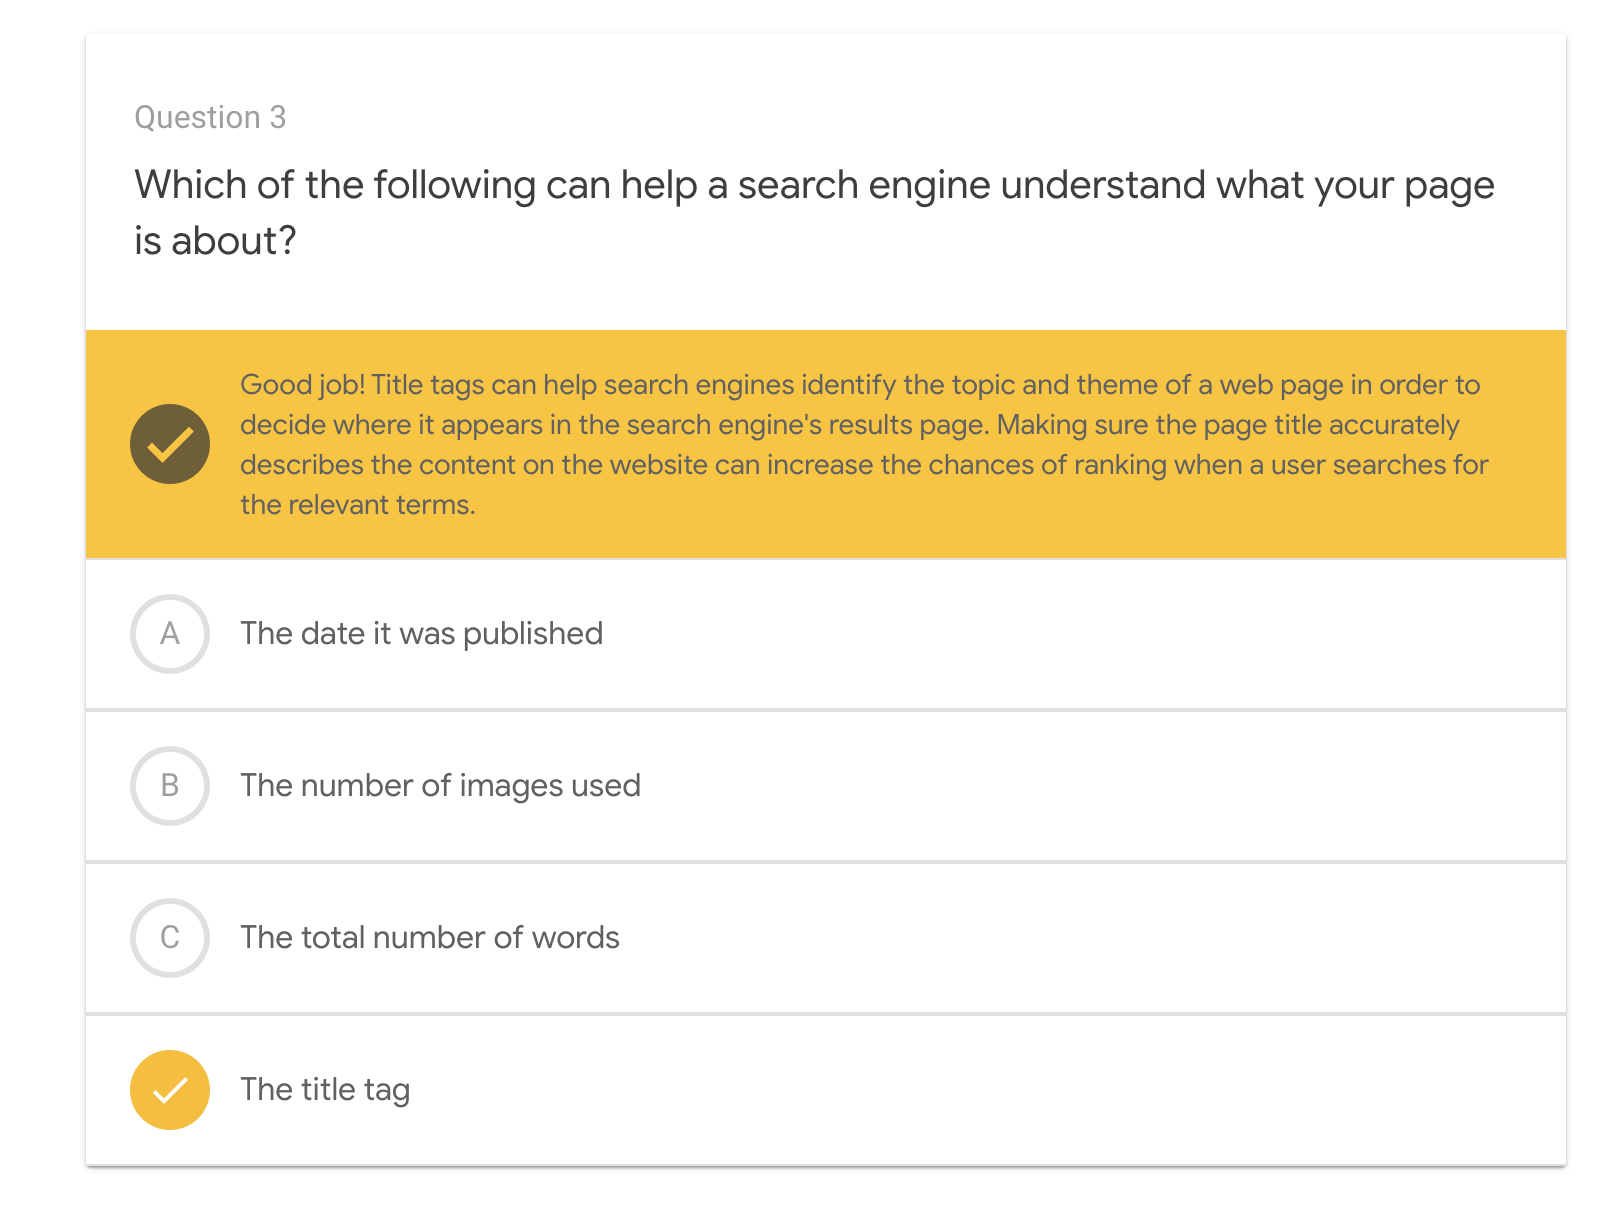 Question 3
Which of the following can help a search engine understand what your page
is about?
Good job! Title tags can help search engines identify the topic and theme of a web page in order to
decide where it appears in the search engine's results page. Making sure the page title accurately
describes the content on the website can increase the chances of ranking when a user searches for
the relevant terms.
A The date it was published
B The number of images used
C The total number of words
The title tag